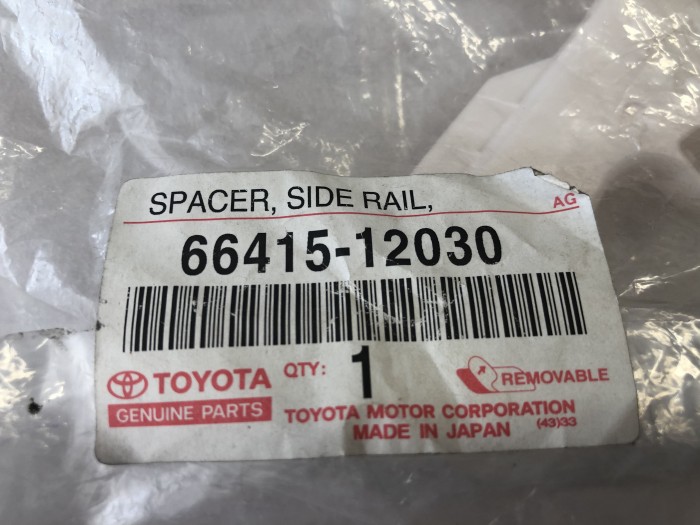 SPACER, SIDE RAIL,
AG
66415-12030
TOYOTA
GENUINE PARTS
QTY: 1
REMOVABLE
TOYOTA MOTOR CORPORATION
MADE IN JAPAN
(43)33